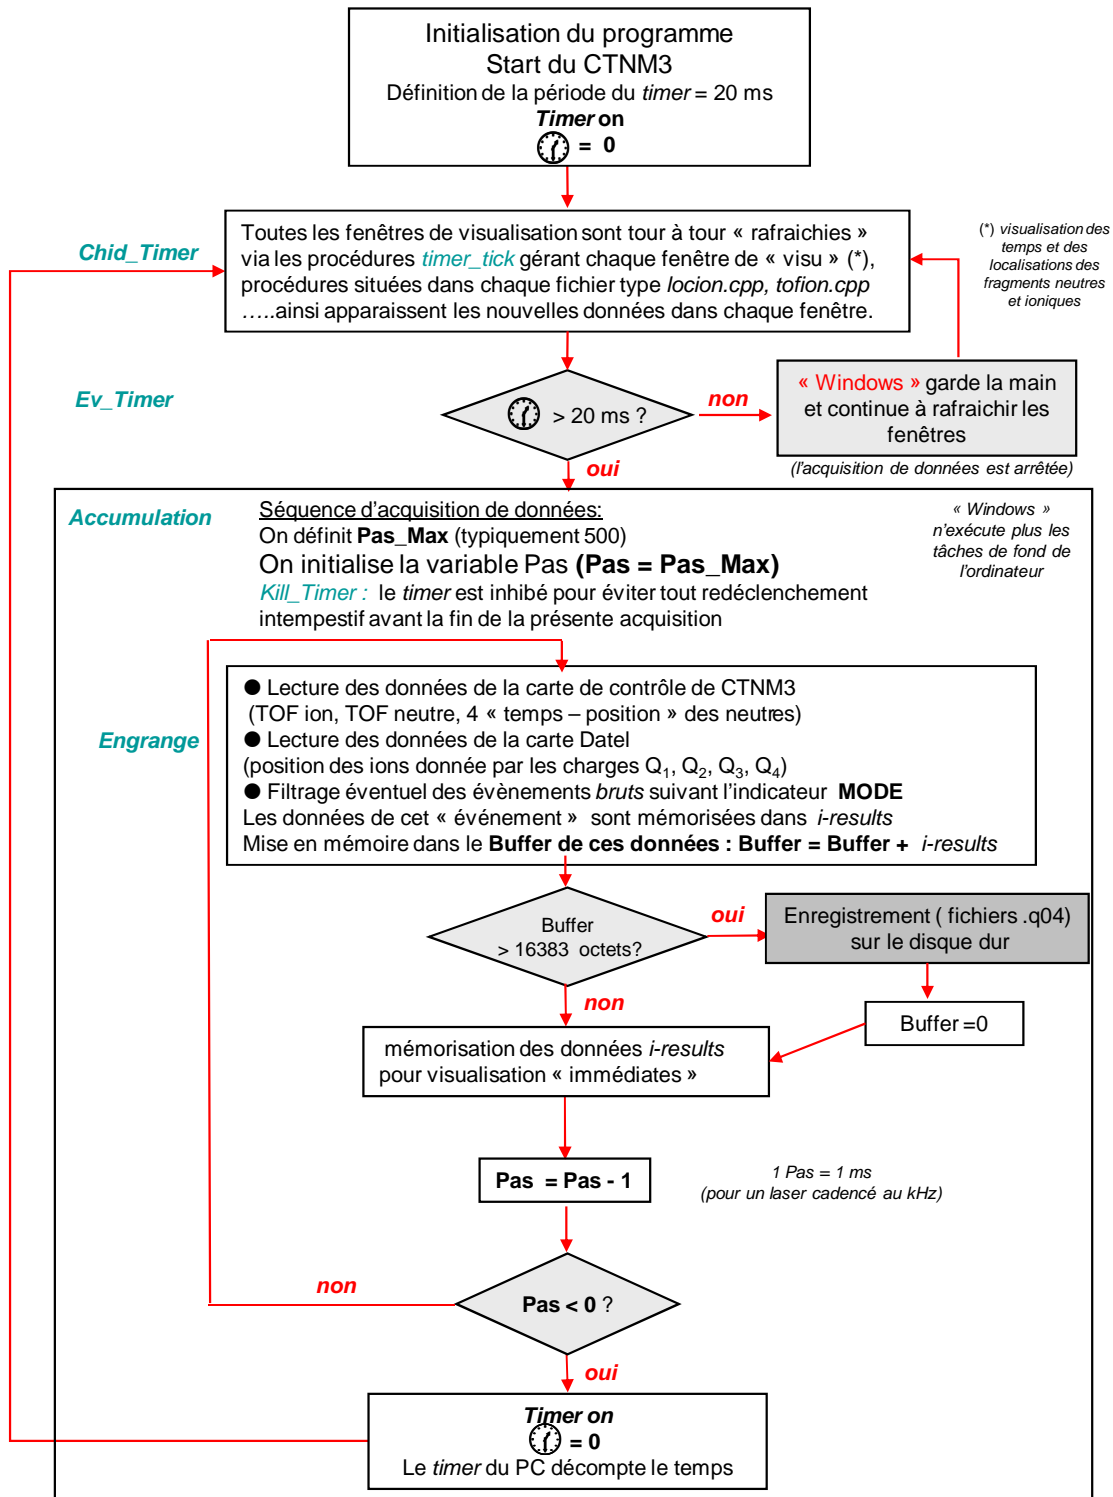 Initialisation du programme
Start du CTNM3
Définition de la période du timer = 20 ms
Timer on
= 0
Chid_Timer
Toutes les fenêtres de visualisation sont tour à tour « rafraichies »
via les procédures timer_tick gérant chaque fenêtre de « visu » (*),
procédures situées dans chaque fichier type locion.cpp, tofion.cpp
…..ainsi apparaissent les nouvelles données dans chaque fenêtre.
(*) visualisation des
temps et des
localisations des
fragments neutres
et ioniques
Ev_Timer
> 20 ms ?
non
« Windows » garde la main
et continue à rafraichir les
fenêtres
(l'acquisition de données est arrêtée)
oui
Accumulation
Séquence d'acquisition de données:
On définit Pas_Max (typiquement 500)
On initialise la variable Pas (Pas = Pas_Max)
Kill_Timer : le timer est inhibé pour éviter tout redéclenchement
intempestif avant la fin de la présente acquisition
« Windows »
n'exécute plus les
tâches de fond de
l'ordinateur
Engrange
● Lecture des données de la carte de contrôle de CTNM3
(TOF ion, TOF neutre, 4 « temps – position » des neutres)
● Lecture des données de la carte Datel
(position des ions donnée par les charges Q1, Q2, Q3, Q4)
● Filtrage éventuel des évènements bruts suivant l'indicateur MODE
Les données de cet « événement » sont mémorisées dans i-results
Mise en mémoire dans le Buffer de ces données : Buffer = Buffer + i-results
Buffer
> 16383 octets?
oui
Enregistrement ( fichiers .q04)
sur le disque dur
non
Buffer =0
mémorisation des données i-results
pour visualisation « immédiates »
Pas = Pas - 1
1 Pas = 1 ms
(pour un laser cadencé au kHz)
non
Pas < 0 ?
oui
Timer on
= 0
Le timer du PC décompte le temps